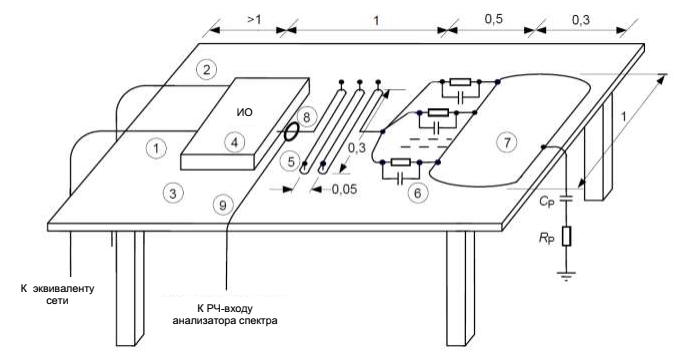 >1
1
0,5
0,3
2
ИО
8
1
4
1
5
0,3
7
3
0,05
6
9
Cр
Rр
К эквиваленту
сети
К РЧ-входу
анализатора спектра